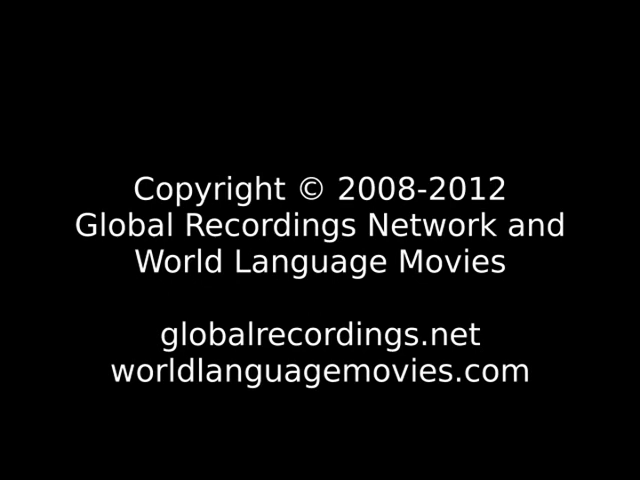 Copyright © 2008-2012
Global Recordings Network and
World Language Movies
globalrecordings.net
worldlanguagemovies.com